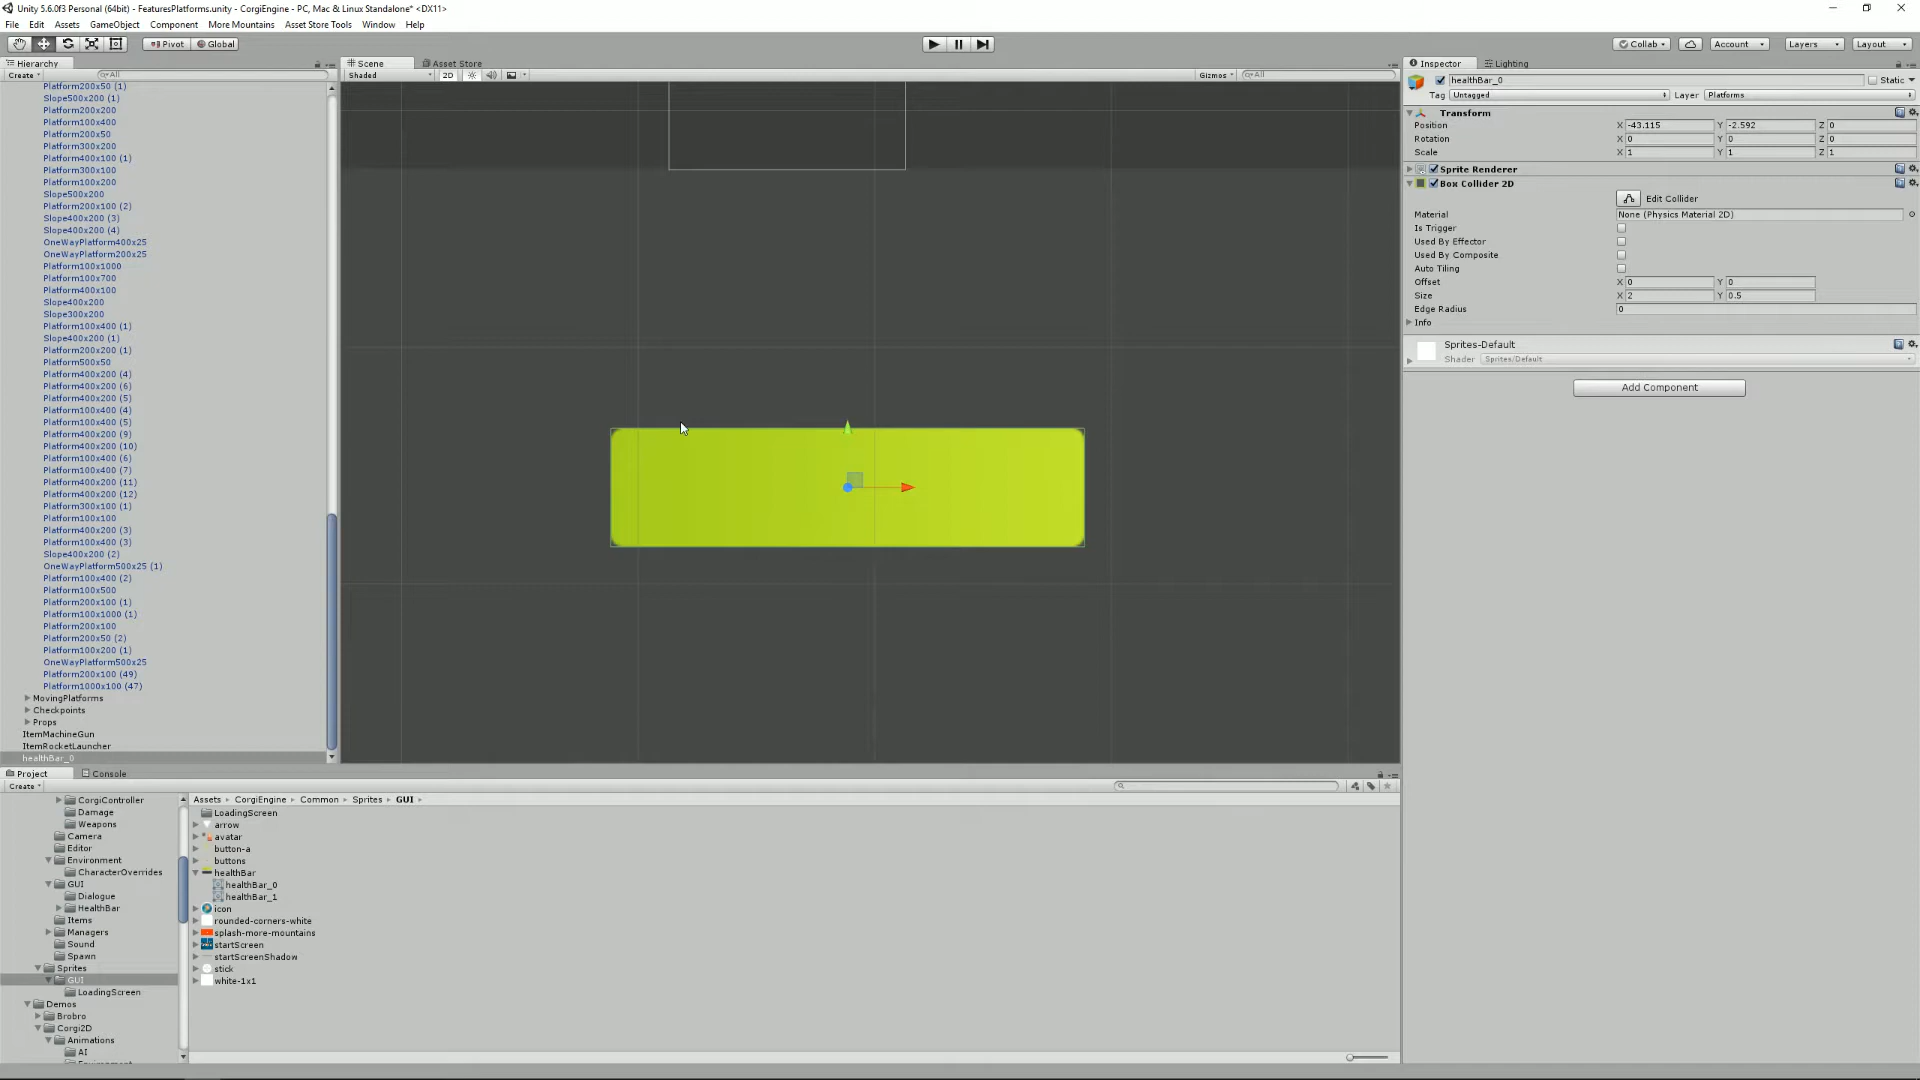 Unity 5.6.0f3 Personal (64bit) - FeaturesPlatforms.unity - CorgiEngine - PC, Mac & Linux Standalone* <DX11>
File Edit Assets GameObject Component More Mountains Asset Store Tools Window Help
Pivot Global Collab Account Layers Layout
Hierarchy
Create All
Platform200x50 (1)
Slope500x200 (1)
Platform200x200
Platform100x400
Platform200x50
Platform300x200
Platform400x100 (1)
Platform300x100
Platform100x200
Slope500x200
Platform200x100 (2)
Slope400x200 (3)
Slope400x200 (4)
OneWayPlatform400x25
OneWayPlatform200x25
Platform100x1000
Platform100x700
Platform400x100
Slope400x200
Slope300x200
Platform100x400 (1)
Slope400x200 (1)
Platform200x200 (1)
Platform500x50
Platform400x200 (4)
Platform400x200 (6)
Platform400x200 (5)
Platform100x400 (4)
Platform100x400 (5)
Platform400x200 (9)
Platform400x200 (10)
Platform100x400 (6)
Platform100x400 (7)
Platform400x200 (11)
Platform400x200 (12)
Platform300x100 (1)
Platform100x100
Platform400x200 (3)
Platform100x400 (3)
Slope400x200 (2)
OneWayPlatform500x25 (1)
Platform100x400 (2)
Platform100x500
Platform200x100 (1)
Platform100x1000 (1)
Platform200x100
Platform200x50 (2)
Platform100x200 (1)
OneWayPlatform500x25
Platform200x100 (49)
Platform1000x100 (47)
MovingPlatforms
Checkpoints
Props
ItemMachineGun
ItemRocketLauncher
healthBar_0
Scene Asset Store
Shaded 2D Gizmos All
Inspector Lighting
healthBar_0 Static
Tag Untagged Layer Platforms
Transform
Position X -43.115 Y -2.592 Z 0
Rotation X 0 Y 0 Z 0
Scale X 1 Y 1 Z 1
Sprite Renderer
Box Collider 2D
Edit Collider
Material None (Physics Material 2D)
Is Trigger
Used By Effector
Used By Composite
Auto Tiling
Offset X 0 Y 0
Size X 2 Y 0.5
Edge Radius 0
Info
Sprites-Default
Shader Sprites/Default
Add Component
Project Console
Create
CorgiController
Damage
Weapons
Camera
Editor
Environment
CharacterOverrides
GUI
Dialogue
HealthBar
Items
Managers
Sound
Spawn
Sprites
GUI
LoadingScreen
Demos
Brobro
Corgi2D
Animations
AI
Assets CorgiEngine Common Sprites GUI
LoadingScreen
arrow
avatar
button-a
buttons
healthBar
healthBar_0
healthBar_1
icon
rounded-corners-white
splash-more-mountains
startScreen
startScreenShadow
stick
white-1x1